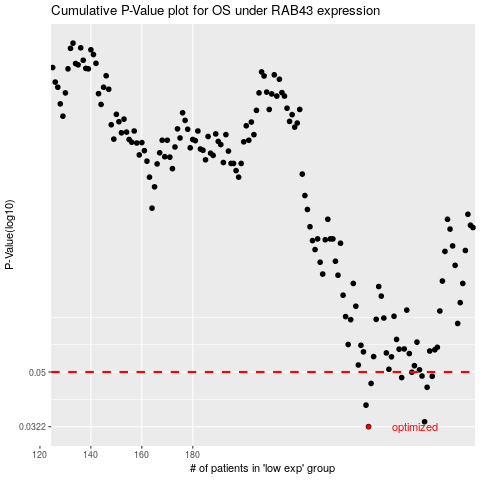 Cumulative P-Value plot for OS under RAB43 expression
P-Value(log10)
0.05
0.0322
optimized
120 140 160 180
# of patients in 'low exp' group